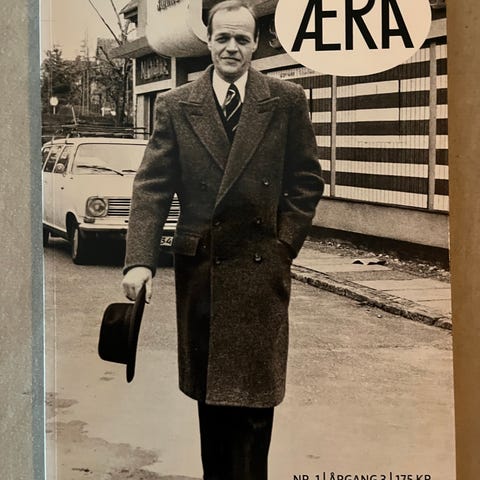 ÆRA
NR. 1 | ÅRGANG 3 | 175 KR